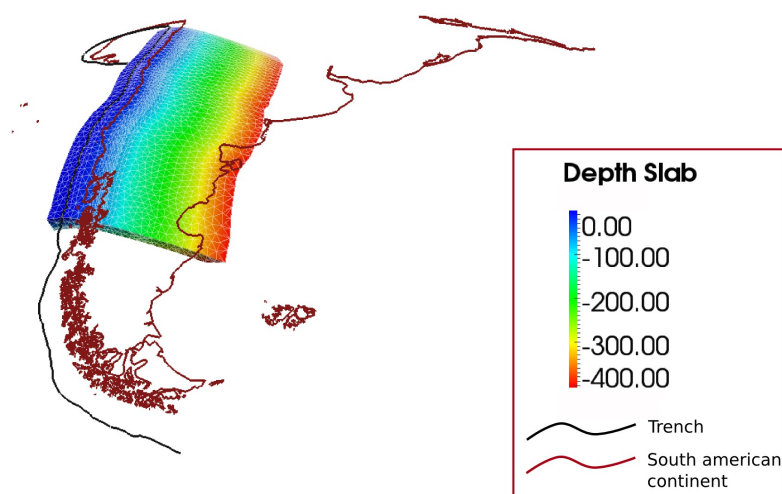 Depth Slab
0.00
-100.00
-200.00
-300.00
-400.00
Trench
South american
continent